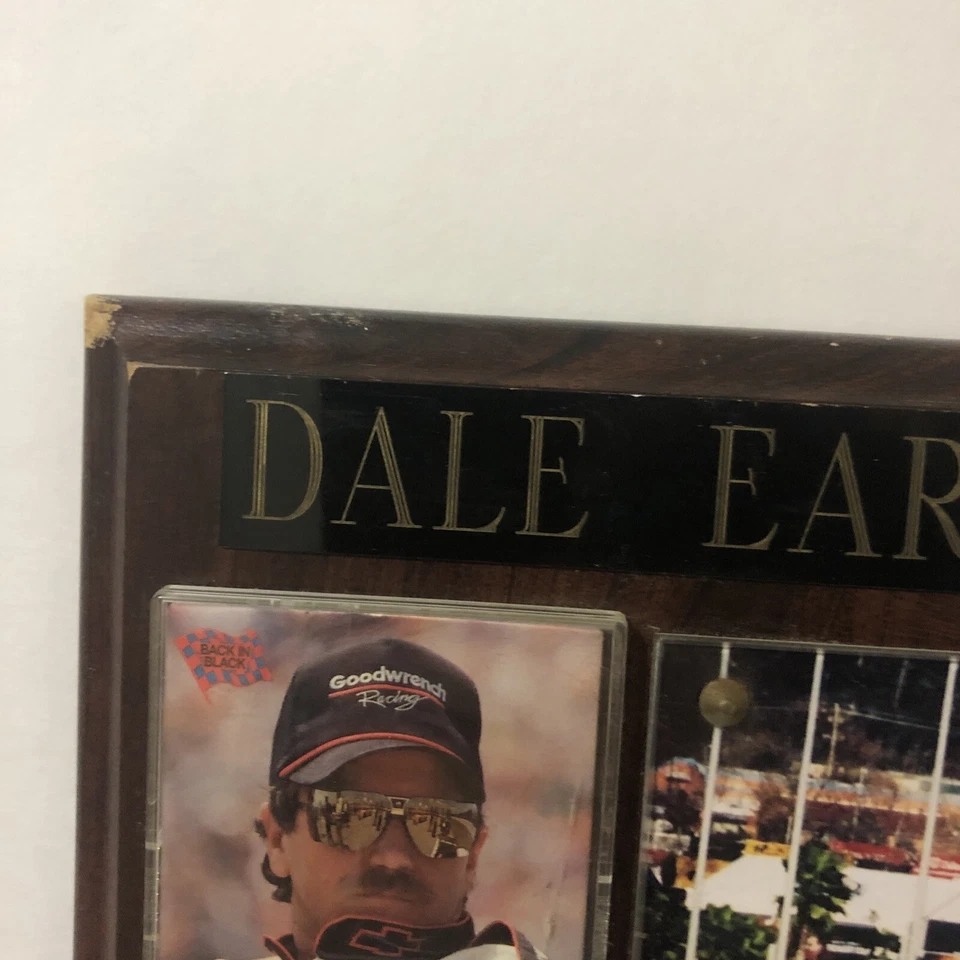 DALE EAR
BACK IN
BLACK
Goodwrench
Racing